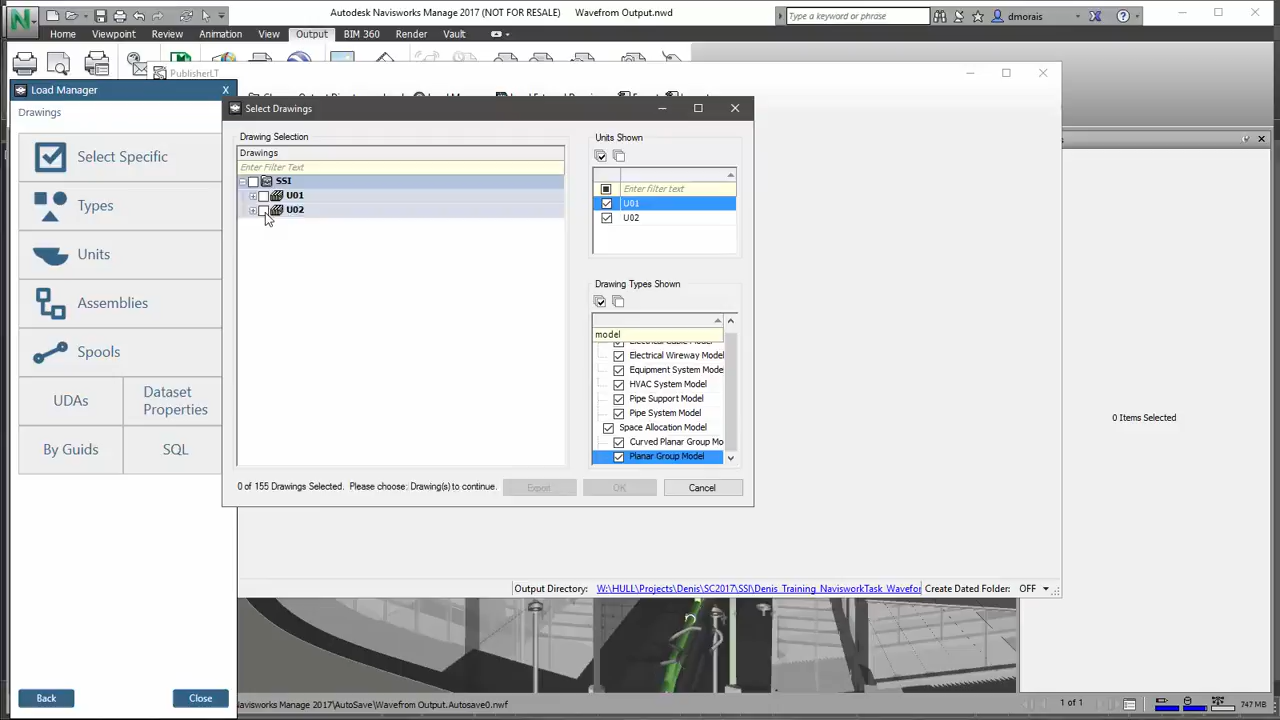 Autodesk Navisworks Manage 2017 (NOT FOR RESALE) Wavefrom Output.nwd
Type a keyword or phrase
dmorais
Home Viewpoint Review Animation View Output BIM 360 Render Vault
PublisherLT
Load Manager X
Drawings
Select Specific
Types
Units
Assemblies
Spools
UDAs
Dataset Properties
By Guids
SQL
Back
Close
Select Drawings
Drawing Selection
Drawings
Enter Filter Text
SSI
U01
U02
Units Shown
Enter filter text
U01
U02
Drawing Types Shown
model
Electrical Wireway Model
Equipment System Mode
HVAC System Model
Pipe Support Model
Pipe System Model
Space Allocation Model
Curved Planar Group Mo
Planar Group Model
0 of 155 Drawings Selected. Please choose: Drawing(s) to continue.
Export
OK
Cancel
0 Items Selected
Output Directory: W:\HULL\Projects\Denis\SC2017\SSI\Denis_Training_NavisworkTask_Wavefor Create Dated Folder: OFF
Navisworks Manage 2017\AutoSave\Wavefrom Output.Autosave0.nwf
1 of 1
747 MB